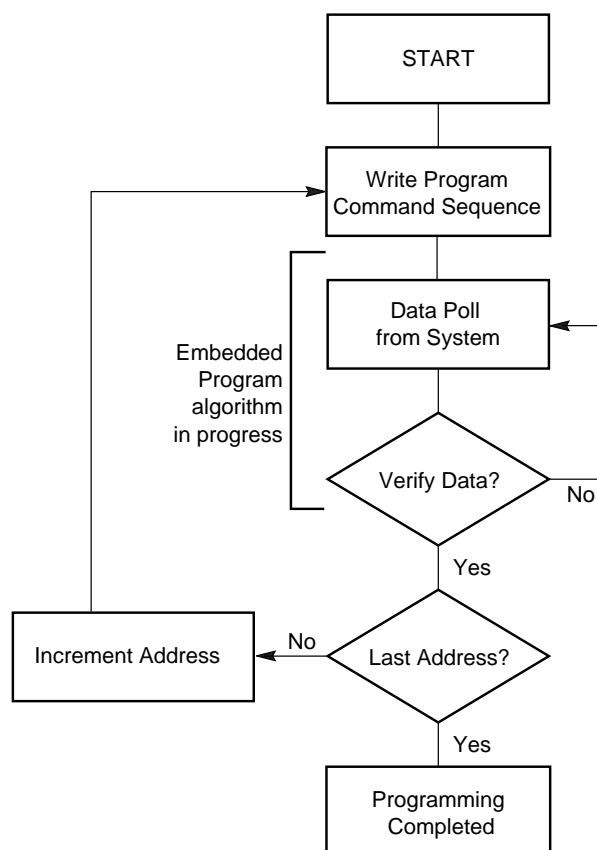 START
Write Program
Command Sequence
Data Poll
from System
Embedded
Program
algorithm
in progress
Verify Data?
No
Yes
Increment Address
No
Last Address?
Yes
Programming
Completed